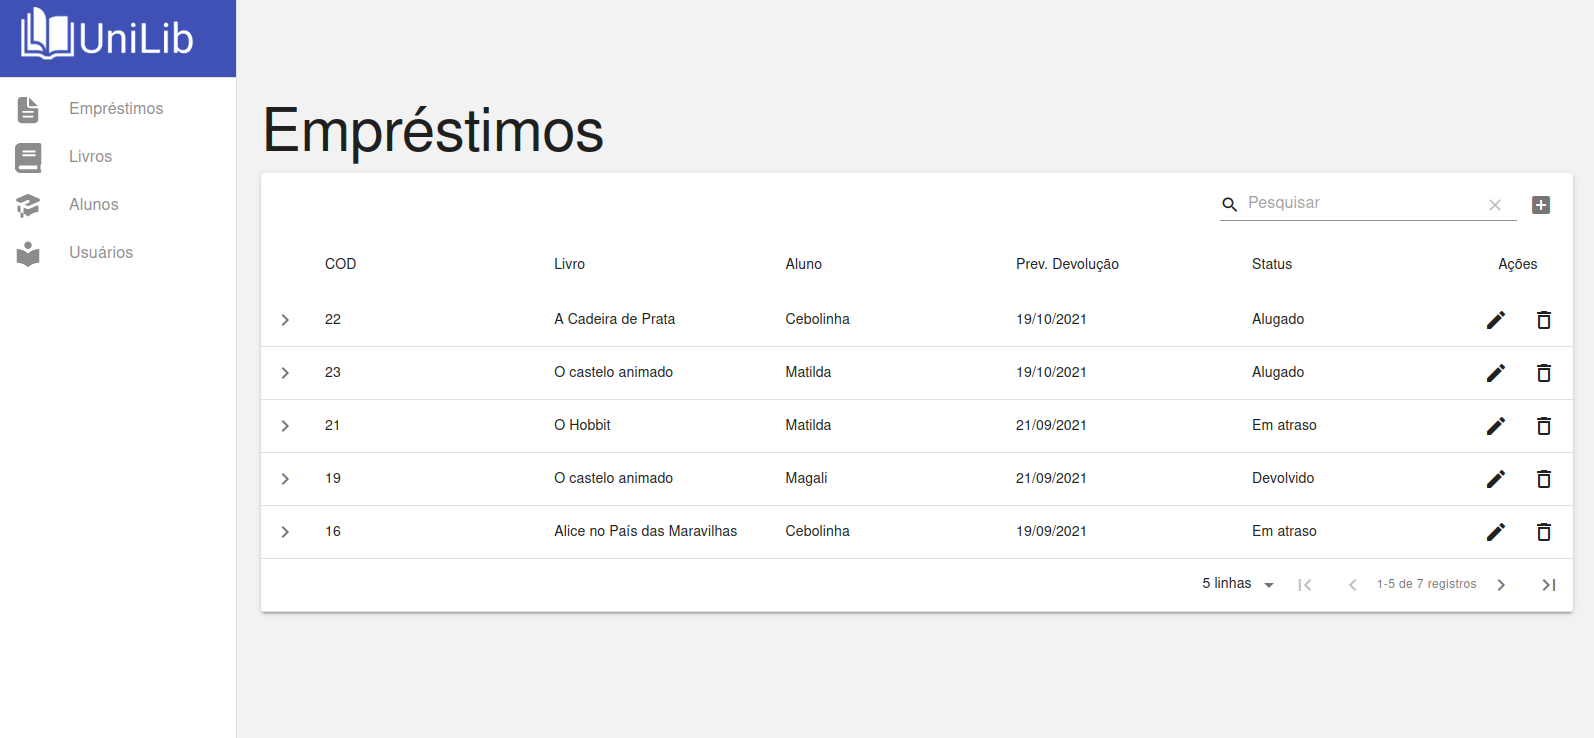 UniLib
Empréstimos
Livros
Alunos
Usuários
Empréstimos
Pesquisar
COD Livro Aluno Prev. Devolução Status Ações
22 A Cadeira de Prata Cebolinha 19/10/2021 Alugado
23 O castelo animado Matilda 19/10/2021 Alugado
21 O Hobbit Matilda 21/09/2021 Em atraso
19 O castelo animado Magali 21/09/2021 Devolvido
16 Alice no País das Maravilhas Cebolinha 19/09/2021 Em atraso
5 linhas 1-5 de 7 registros